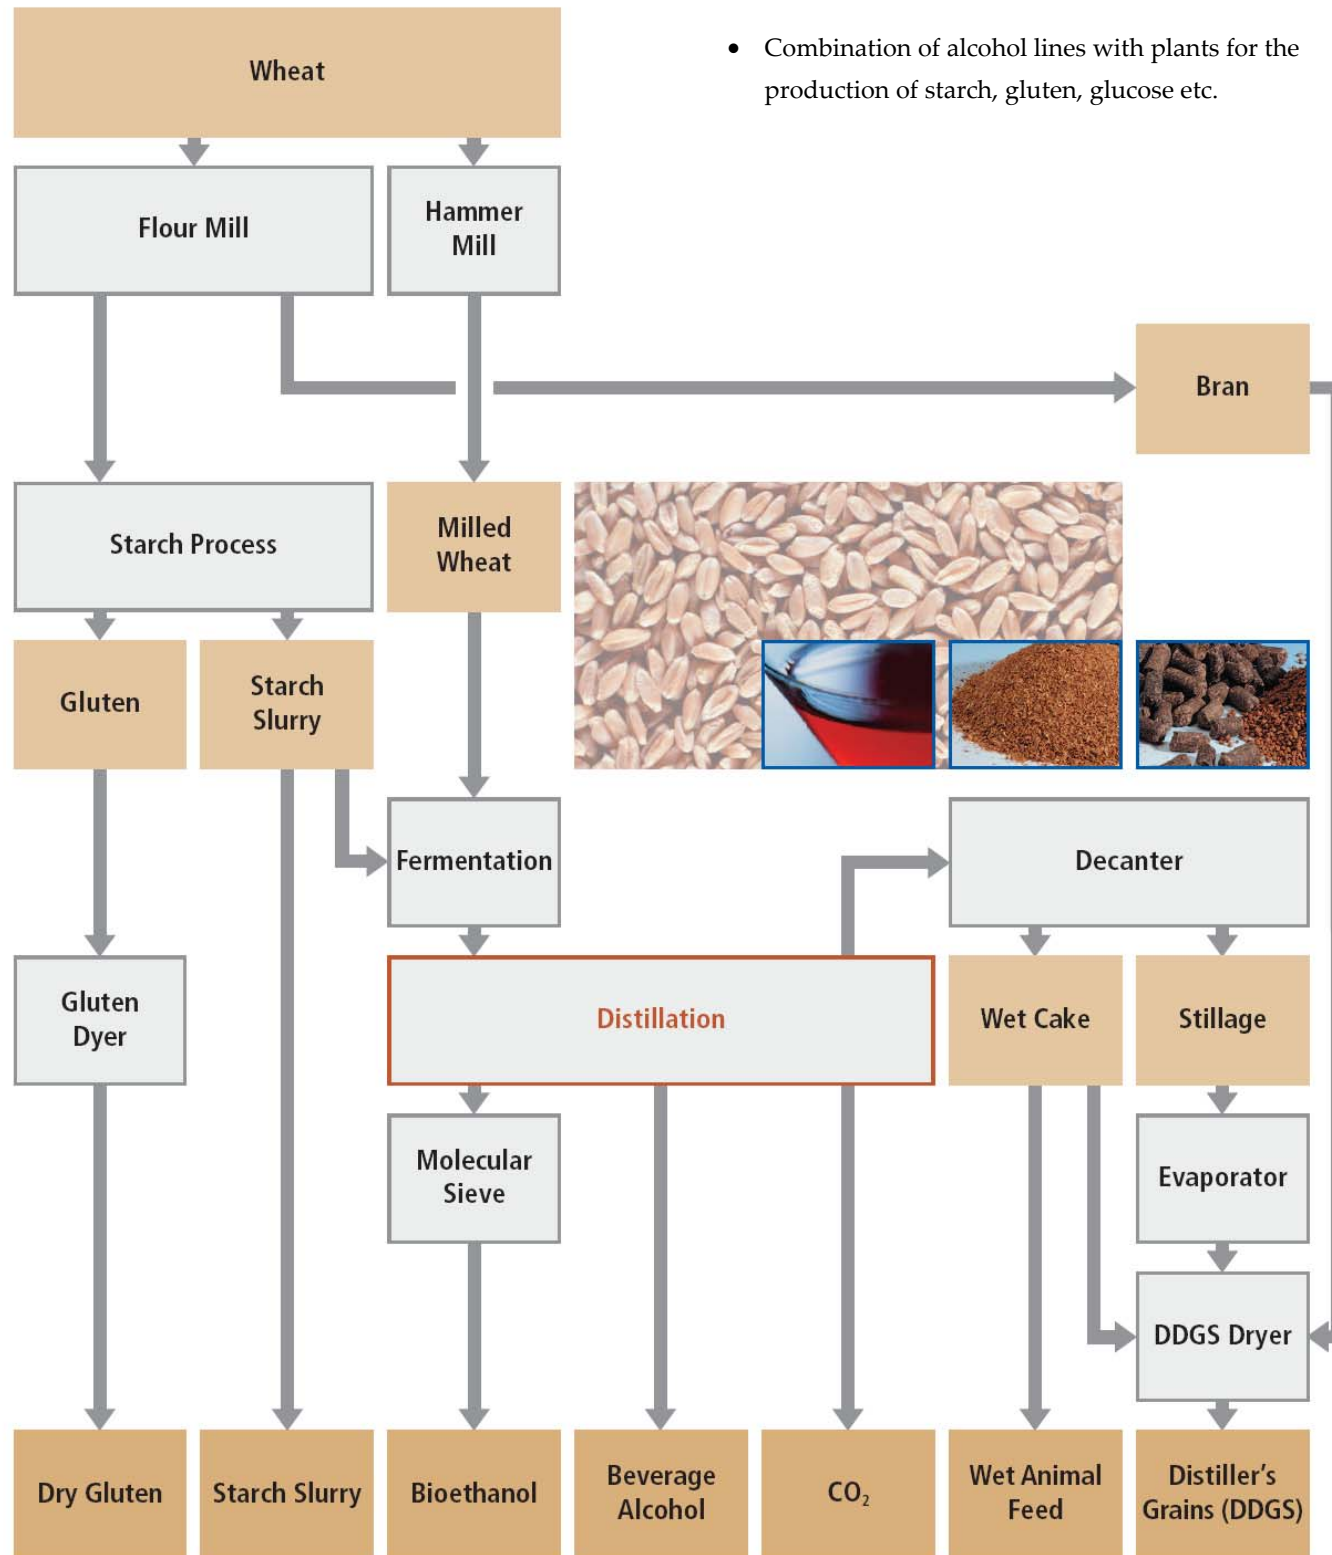 • Combination of alcohol lines with plants for the
production of starch, gluten, glucose etc.
Wheat
Flour Mill
Hammer
Mill
Bran
Starch Process
Milled
Wheat
Gluten
Starch
Slurry
Fermentation
Decanter
Gluten
Dyer
Distillation
Wet Cake
Stillage
Molecular
Sieve
Evaporator
DDGS Dryer
Dry Gluten
Starch Slurry
Bioethanol
Beverage
Alcohol
CO₂
Wet Animal
Feed
Distiller's
Grains (DDGS)